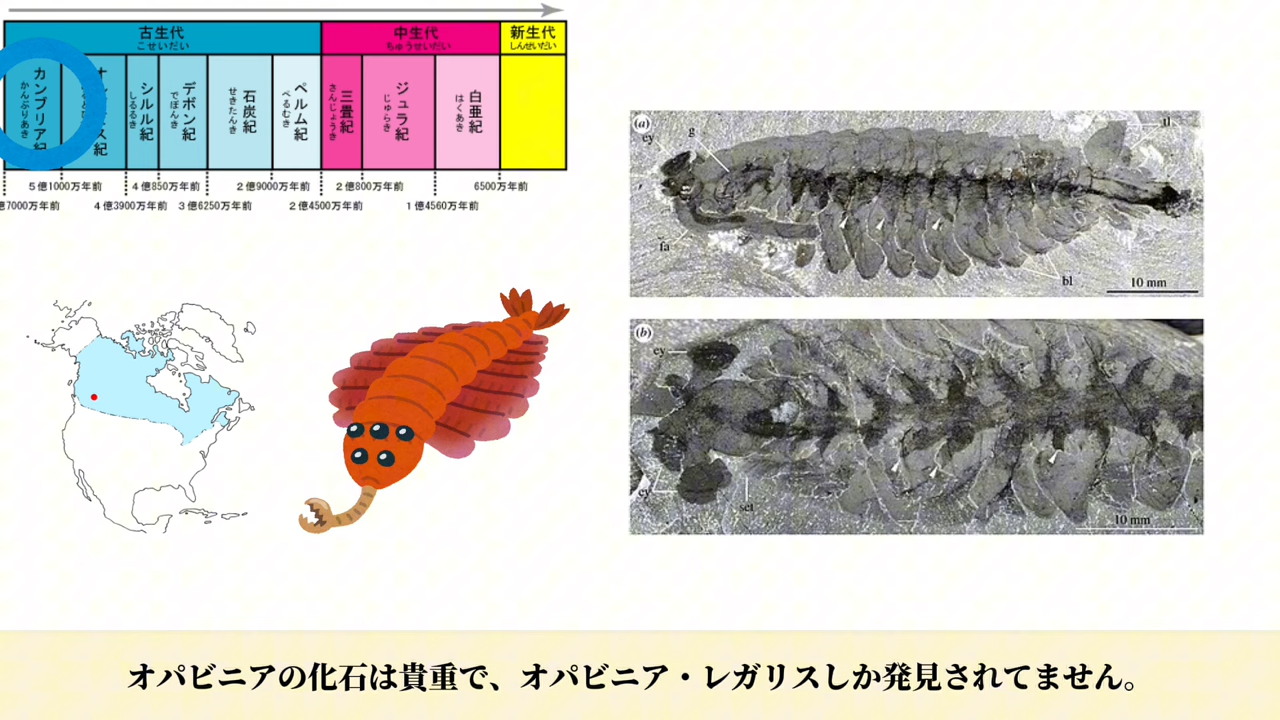 古生代
こせいだい
中生代
ちゅうせいだい
新生代
しんせいだい
カンブリア紀
かんぶりあき
シルル紀
しるるき
デボン紀
でぼんき
石炭紀
せきたんき
ペルム紀
ぺるむき
三畳紀
さんじょうき
ジュラ紀
じゅらき
白亜紀
はくあき
5億1000万年前
4億850万年前
2億9000万年前
2億800万年前
6500万年前
億7000万年前
4億3900万年前
3億6250万年前
2億4500万年前
1億4560万年前
(a)
ey
g
tl
fa
bl
10 mm
(b)
ey
ey
set
10 mm
オパビニアの化石は貴重で、オパビニア・レガリスしか発見されてません。